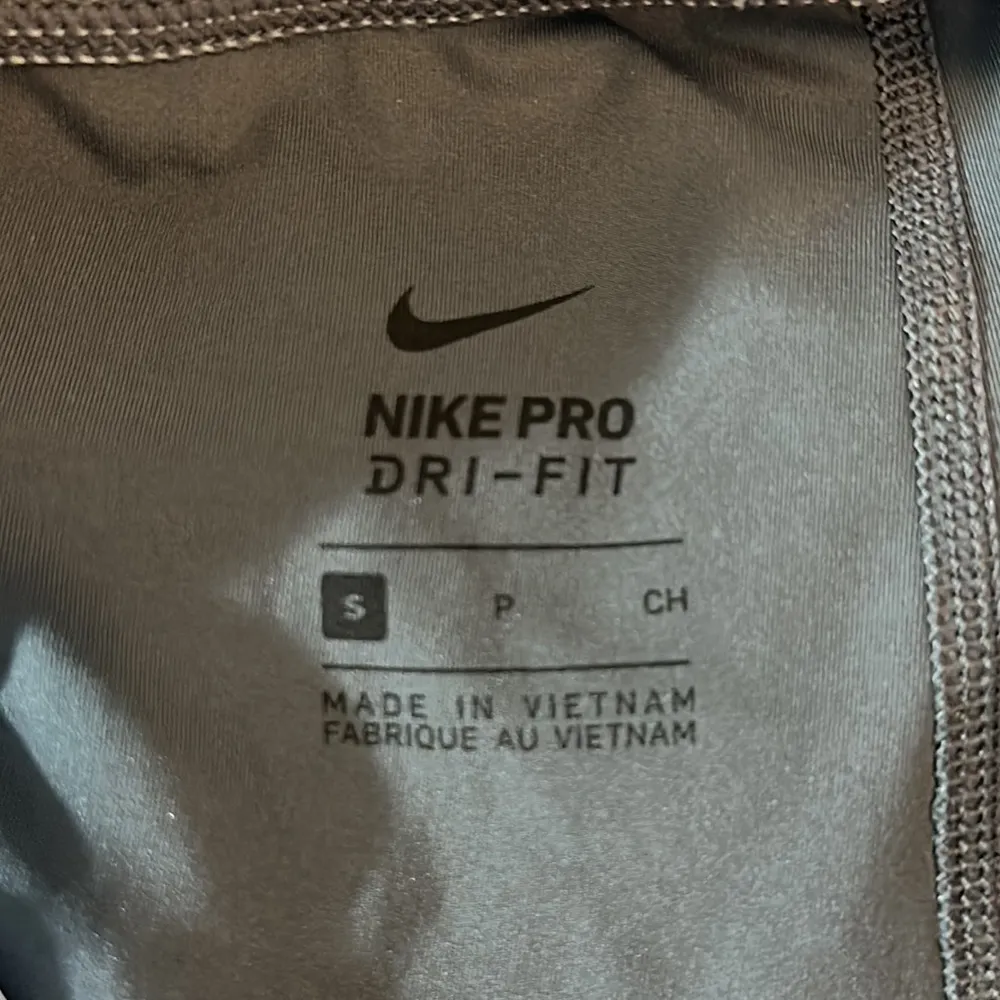 NIKE PRO
DRI-FIT
S P CH
MADE IN VIETNAM
FABRIQUE AU VIETNAM